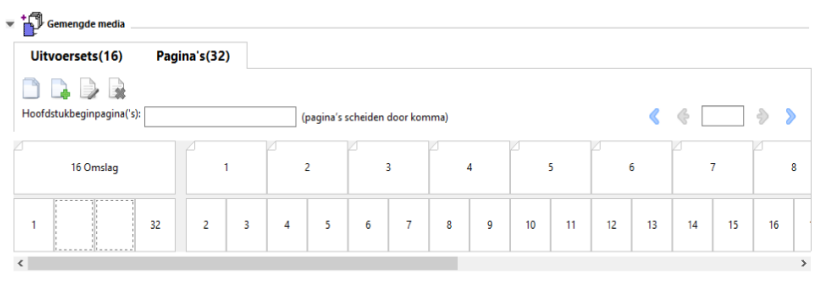 Gemengde media
Uitvoersets(16) Pagina's(32)
Hoofdstukbeginpagina('s): (pagina's scheiden door komma)
16 Omslag 1 2 3 4 5 6 7 8
1 32 2 3 4 5 6 7 8 9 10 11 12 13 14 15 16